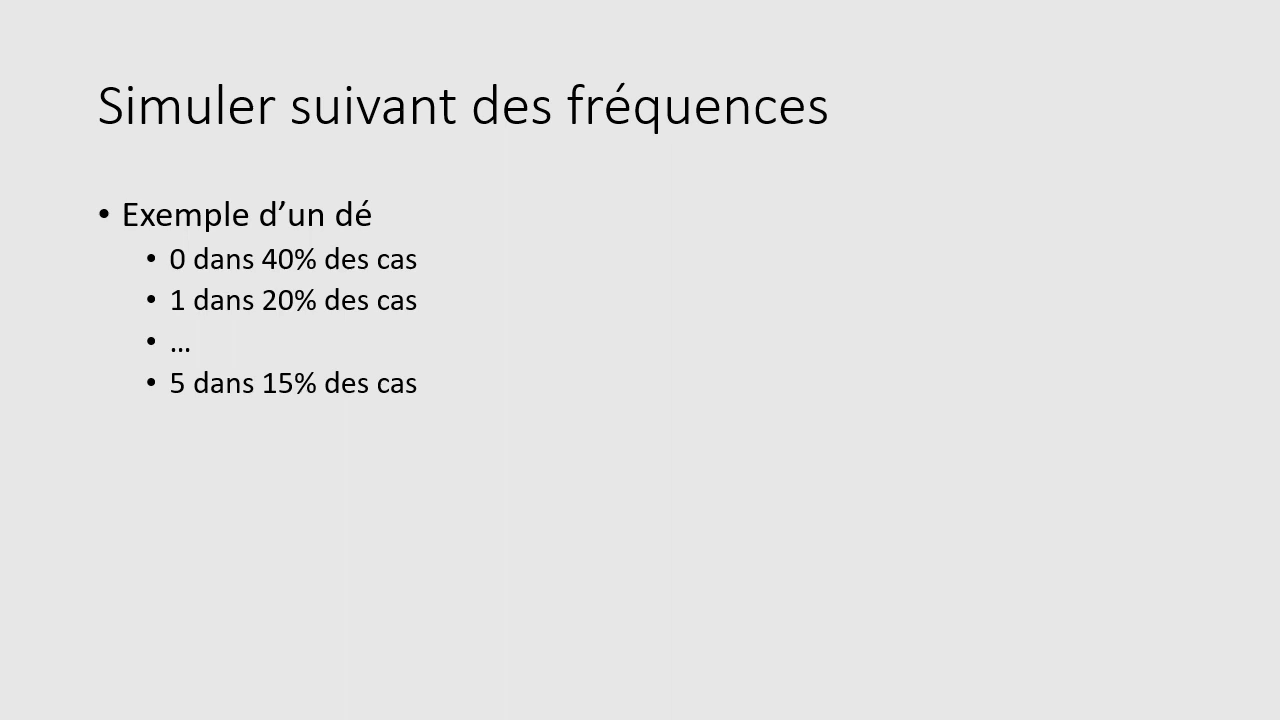 Simuler suivant des fréquences
• Exemple d’un dé
• 0 dans 40% des cas
• 1 dans 20% des cas
• …
• 5 dans 15% des cas